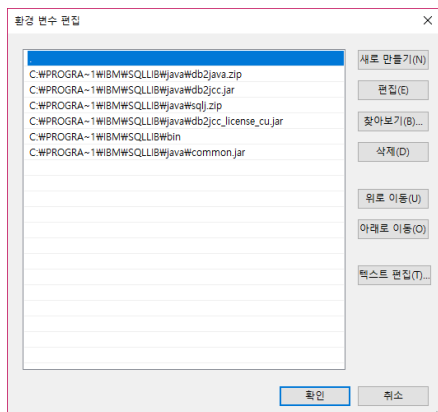 환경 변수 편집
.
C:₩PROGRA~1₩IBM₩SQLLIB₩java₩db2java.zip
C:₩PROGRA~1₩IBM₩SQLLIB₩java₩db2jcc.jar
C:₩PROGRA~1₩IBM₩SQLLIB₩java₩sqlj.zip
C:₩PROGRA~1₩IBM₩SQLLIB₩java₩db2jcc_license_cu.jar
C:₩PROGRA~1₩IBM₩SQLLIB₩bin
C:₩PROGRA~1₩IBM₩SQLLIB₩java₩common.jar
새로 만들기(N)
편집(E)
찾아보기(B)...
삭제(D)
위로 이동(U)
아래로 이동(O)
텍스트 편집(T)...
확인
취소